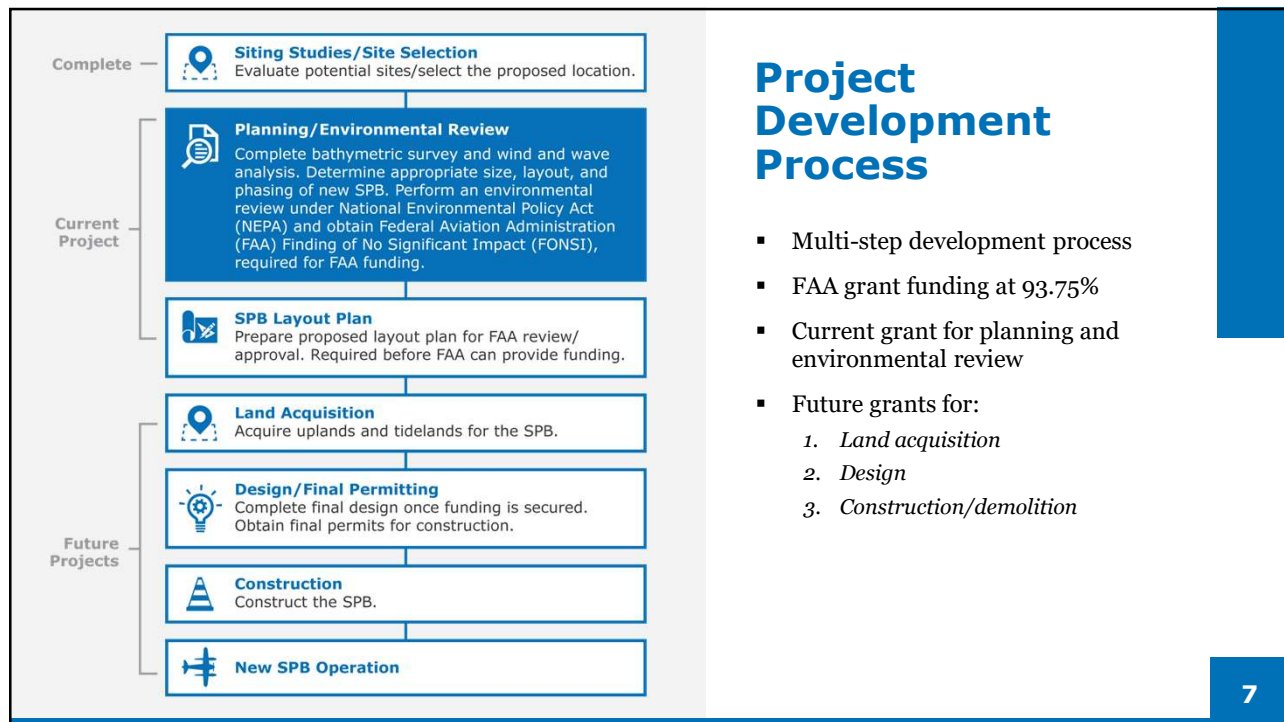 Complete
Siting Studies/Site Selection
Evaluate potential sites/select the proposed location.
Current
Project
Planning/Environmental Review
Complete bathymetric survey and wind and wave
analysis. Determine appropriate size, layout, and
phasing of new SPB. Perform an environmental
review under National Environmental Policy Act
(NEPA) and obtain Federal Aviation Administration
(FAA) Finding of No Significant Impact (FONSI),
required for FAA funding.
SPB Layout Plan
Prepare proposed layout plan for FAA review/
approval. Required before FAA can provide funding.
Future
Projects
Land Acquisition
Acquire uplands and tidelands for the SPB.
Design/Final Permitting
Complete final design once funding is secured.
Obtain final permits for construction.
Construction
Construct the SPB.
New SPB Operation
Project
Development
Process
▪ Multi-step development process
▪ FAA grant funding at 93.75%
▪ Current grant for planning and
environmental review
▪ Future grants for:
1. Land acquisition
2. Design
3. Construction/demolition
7